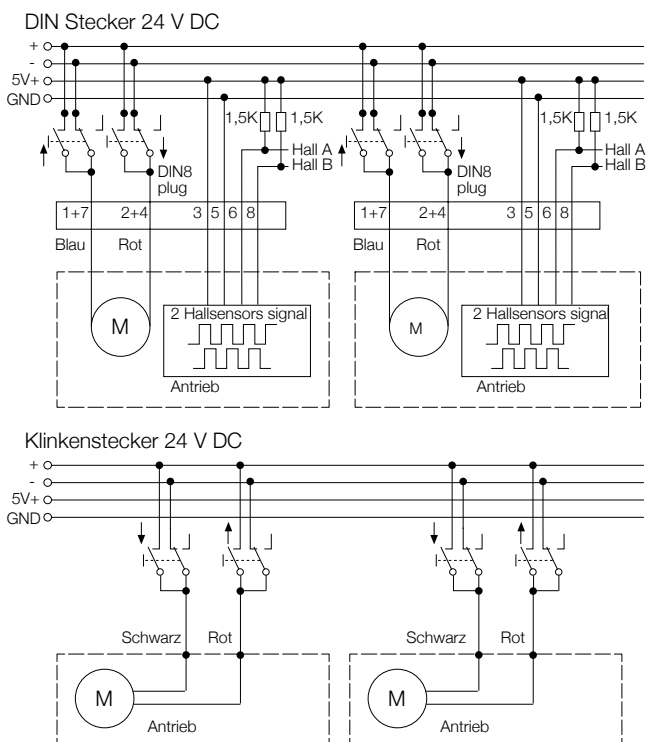 DIN Stecker 24 V DC
+
-
5V+
GND
1,5K 1,5K 1,5K 1,5K
Hall A Hall A
Hall B Hall B
DIN8 DIN8
plug plug
1+7 2+4 3 5 6 8 1+7 2+4 3 5 6 8
Blau Rot Blau Rot
2 Hallsensors signal 2 Hallsensors signal
M M
Antrieb Antrieb
Klinkenstecker 24 V DC
+
-
5V+
GND
Schwarz Rot Schwarz Rot
M M
Antrieb Antrieb